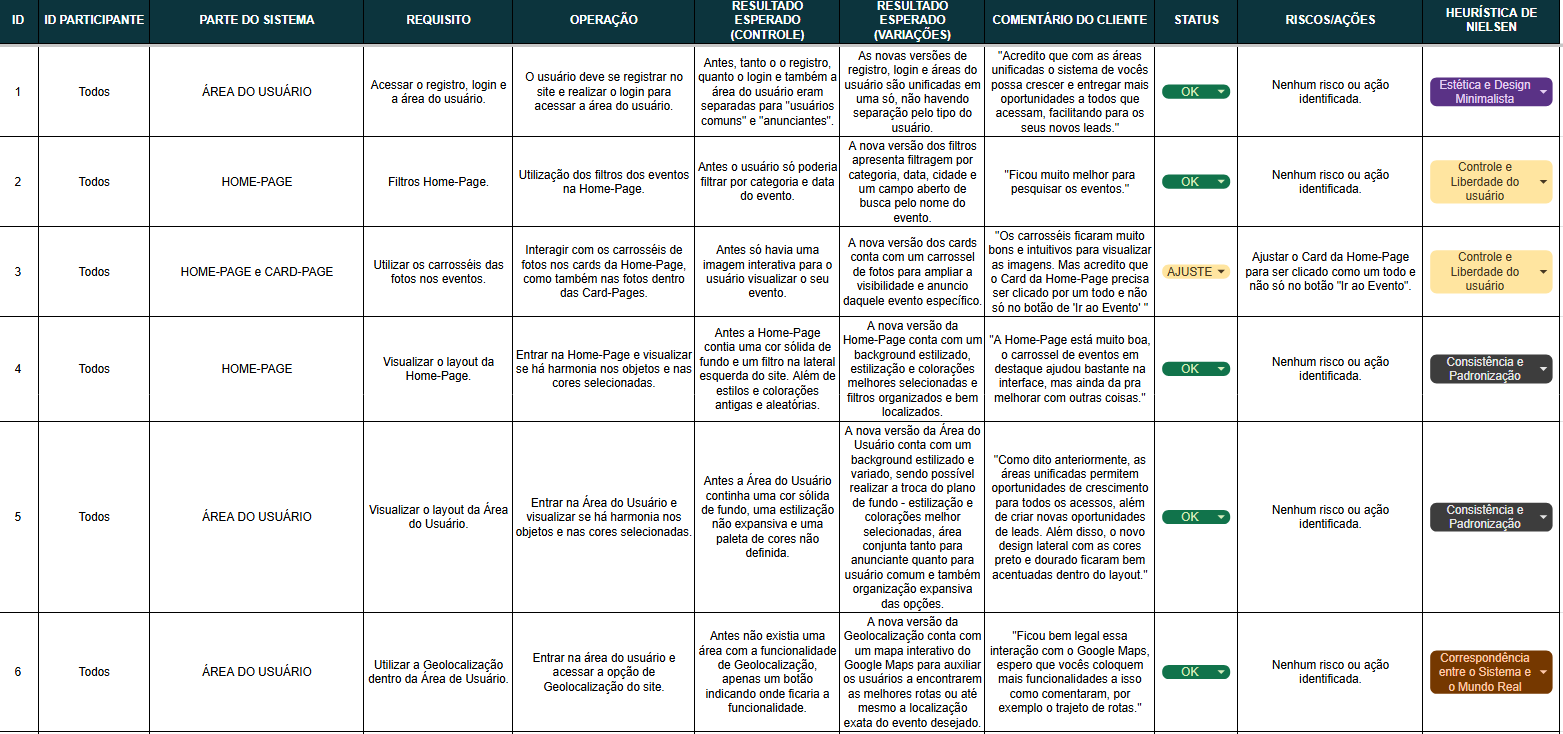 ID
ID PARTICIPANTE
PARTE DO SISTEMA
REQUISITO
OPERAÇÃO
RESULTADO
ESPERADO
(CONTROLE)
RESULTADO
ESPERADO
(VARIAÇÕES)
COMENTÁRIO DO CLIENTE
STATUS
RISCOS/AÇÕES
HEURÍSTICA DE
NIELSEN
1
Todos
ÁREA DO USUÁRIO
Acessar o registro, login e
a área do usuário.
O usuário deve se registrar no
site e realizar o login para
acessar a área do usuário.
Antes, tanto o o registro,
quanto o login e também a
área do usuário eram
separadas para "usuários
comuns" e "anunciantes".
As novas versões de
registro, login e áreas do
usuário são unificadas em
uma só, não havendo
separação pelo tipo do
usuário.
"Acredito que com as áreas
unificadas o sistema de vocês
possa crescer e entregar mais
oportunidades a todos que
acessam, facilitando para os
seus novos leads."
OK
Nenhum risco ou ação
identificada.
Estética e Design
Minimalista
2
Todos
HOME-PAGE
Filtros Home-Page.
Utilização dos filtros dos eventos
na Home-Page.
Antes o usuário só poderia
filtrar por categoria e data
do evento.
A nova versão dos filtros
apresenta filtragem por
categoria, data, cidade e
um campo aberto de
busca pelo nome do
evento.
"Ficou muito melhor para
pesquisar os eventos."
OK
Nenhum risco ou ação
identificada.
Controle e
Liberdade do
usuário
3
Todos
HOME-PAGE e CARD-PAGE
Utilizar os carrosséis das
fotos nos eventos.
Interagir com os carrosséis de
fotos nos cards da Home-Page,
como também nas fotos dentro
das Card-Pages.
Antes só havia uma
imagem interativa para o
usuário visualizar o seu
evento.
A nova versão dos cards
conta com um carrossel
de fotos para ampliar a
visibilidade e anuncio
daquele evento específico.
"Os carrosséis ficaram muito
bons e intuitivos para visualizar
as imagens. Mas acredito que
o Card da Home-Page precisa
ser clicado por um todo e não
só no botão de 'Ir ao Evento' "
AJUSTE
Ajustar o Card da Home-Page
para ser clicado como um todo e
não só no botão "Ir ao Evento".
Controle e
Liberdade do
usuário
4
Todos
HOME-PAGE
Visualizar o layout da
Home-Page.
Entrar na Home-Page e visualizar
se há harmonia nos objetos e nas
cores selecionadas.
Antes a Home-Page
contia uma cor sólida de
fundo e um filtro na lateral
esquerda do site. Além de
estilos e colorações
antigas e aleatórias.
A nova versão da
Home-Page conta com um
background estilizado,
estilização e colorações
melhores selecionadas e
filtros organizados e bem
localizados.
"A Home-Page está muito boa,
o carrossel de eventos em
destaque ajudou bastante na
interface, mas ainda da pra
melhorar com outras coisas."
OK
Nenhum risco ou ação
identificada.
Consistência e
Padronização
5
Todos
ÁREA DO USUÁRIO
Visualizar o layout da Área
do Usuário.
Entrar na Área do Usuário e
visualizar se há harmonia nos
objetos e nas cores selecionadas.
Antes a Área do Usuário
continha uma cor sólida
de fundo, uma estilização
não expansiva e uma
paleta de cores não
definida.
A nova versão da Área do
Usuário conta com um
background estilizado e
variado, sendo possível
realizar a troca do plano
de fundo - estilização e
colorações melhor
selecionadas, área
conjunta tanto para
anunciante quanto para
usuário comum e também
organização expansiva
das opções.
"Como dito anteriormente, as
áreas unificadas permitem
oportunidades de crescimento
para todos os acessos, além
de criar novas oportunidades
de leads. Além disso, o novo
design lateral com as cores
preto e dourado ficaram bem
acentuadas dentro do layout."
OK
Nenhum risco ou ação
identificada.
Consistência e
Padronização
6
Todos
ÁREA DO USUÁRIO
Utilizar a Geolocalização
dentro da Área de Usuário.
Entrar na área do usuário e
acessar a opção de
Geolocalização do site.
Antes não existia uma
área com a funcionalidade
de Geolocalização,
apenas um botão
indicando onde ficaria a
funcionalidade.
A nova versão da
Geolocalização conta com
um mapa interativo do
Google Maps para auxiliar
os usuários a encontrarem
as melhores rotas ou até
mesmo a localização
exata do evento desejado.
"Ficou bem legal essa
interação com o Google Maps,
espero que vocês coloquem
mais funcionalidades a isso
como comentaram, por
exemplo o trajeto de rotas."
OK
Nenhum risco ou ação
identificada.
Correspondência
entre o Sistema e
o Mundo Real